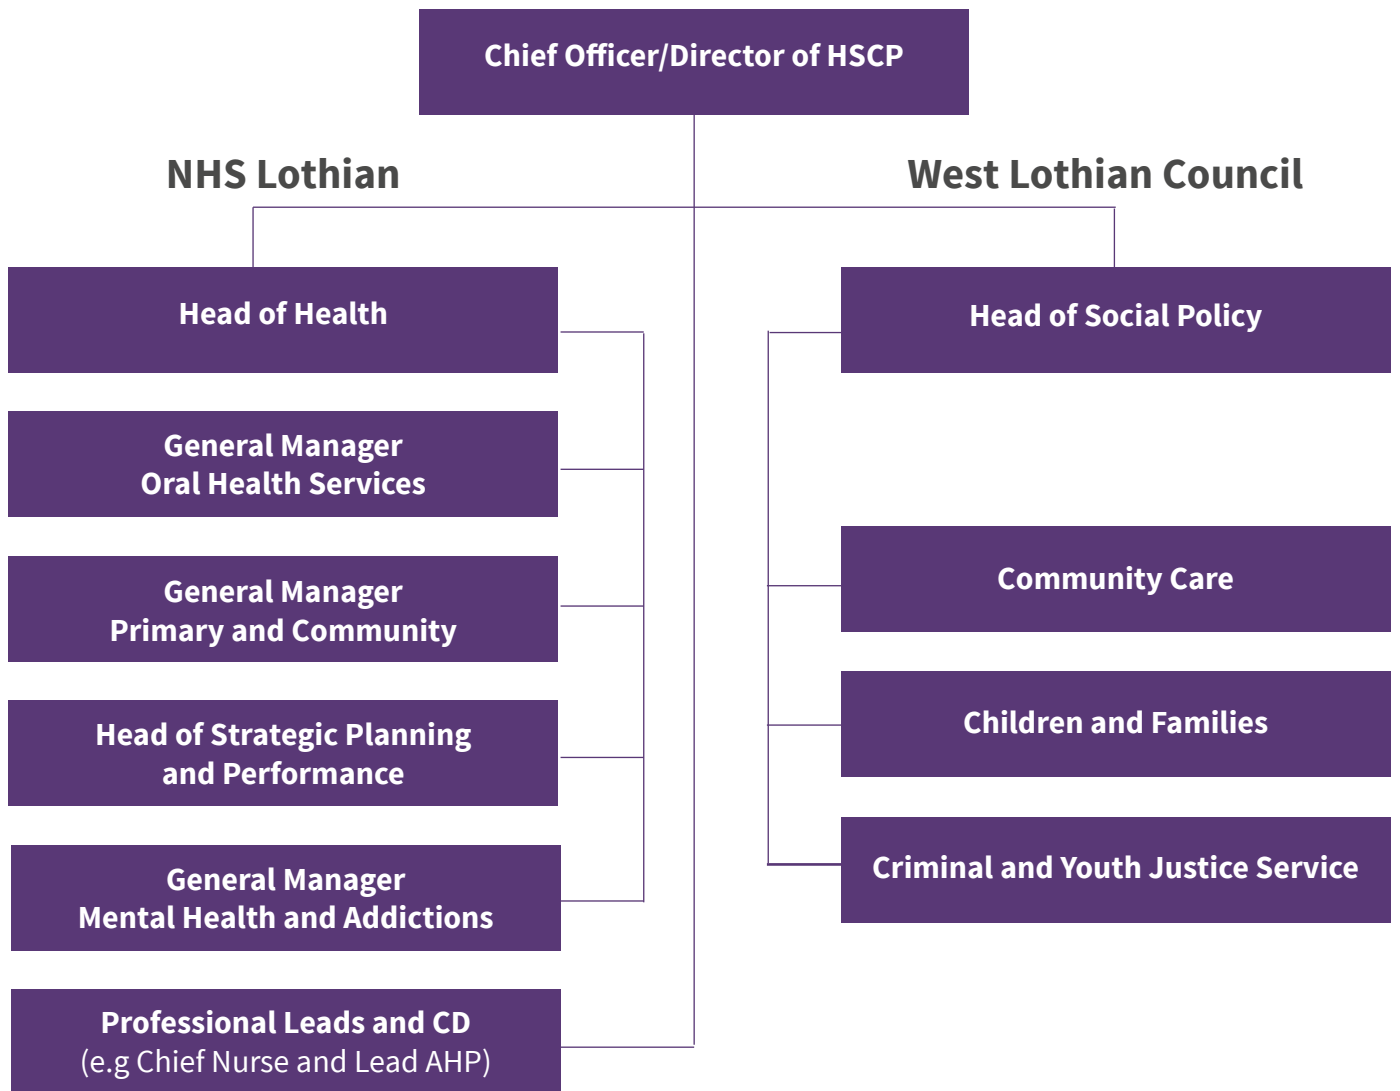 Chief Officer/Director of HSCP
NHS Lothian
West Lothian Council
Head of Health
General Manager
Oral Health Services
General Manager
Primary and Community
Head of Strategic Planning
and Performance
General Manager
Mental Health and Addictions
Professional Leads and CD
(e.g Chief Nurse and Lead AHP)
Head of Social Policy
Community Care
Children and Families
Criminal and Youth Justice Service